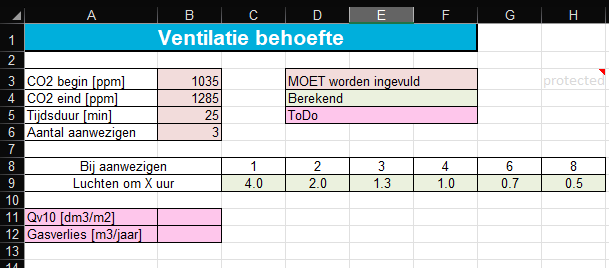 A B C D E F G H
1 Ventilatie behoefte
2
3 CO2 begin [ppm] 1035 MOET worden ingevuld protected
4 CO2 eind [ppm] 1285 Berekend
5 Tijdsduur [min] 25 ToDo
6 Aantal aanwezigen 3
7
8 Bij aanwezigen 1 2 3 4 6 8
9 Luchten om X uur 4.0 2.0 1.3 1.0 0.7 0.5
10
11 Qv10 [dm3/m2]
12 Gasverlies [m3/jaar]
13
14